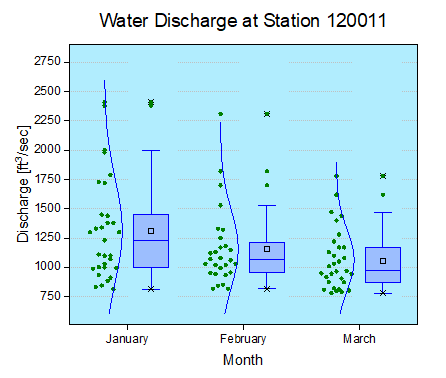 Water Discharge at Station 120011
Discharge [ft³/sec]
2750
2500
2250
2000
1750
1500
1250
1000
750
January February March
Month